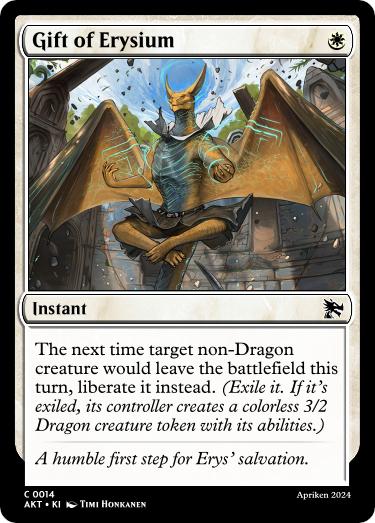 Gift of Erysium
Instant
The next time target non-Dragon
creature would leave the battlefield this
turn, liberate it instead. (Exile it. If it's
exiled, its controller creates a colorless 3/2
Dragon creature token with its abilities.)
A humble first step for Erys' salvation.
C 0014
Apriken 2024
AKT • KI Timi Honkanen